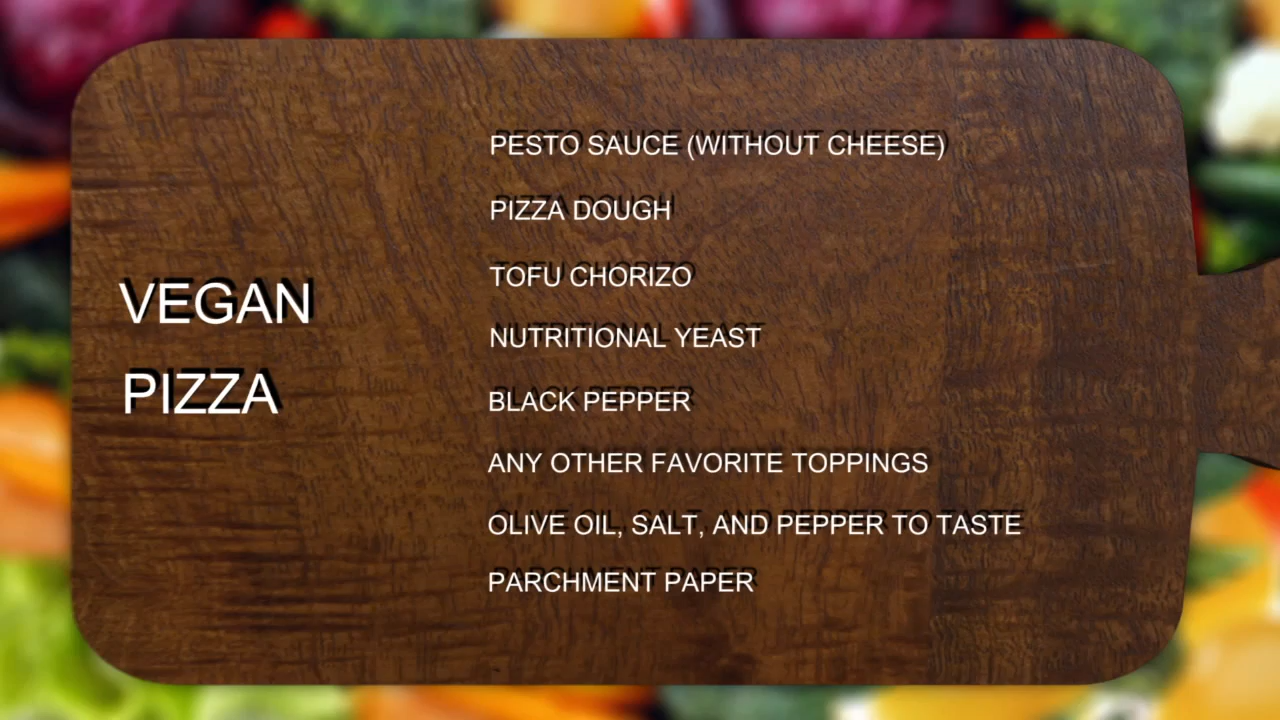 VEGAN
PIZZA
PESTO SAUCE (WITHOUT CHEESE)
PIZZA DOUGH
TOFU CHORIZO
NUTRITIONAL YEAST
BLACK PEPPER
ANY OTHER FAVORITE TOPPINGS
OLIVE OIL, SALT, AND PEPPER TO TASTE
PARCHMENT PAPER